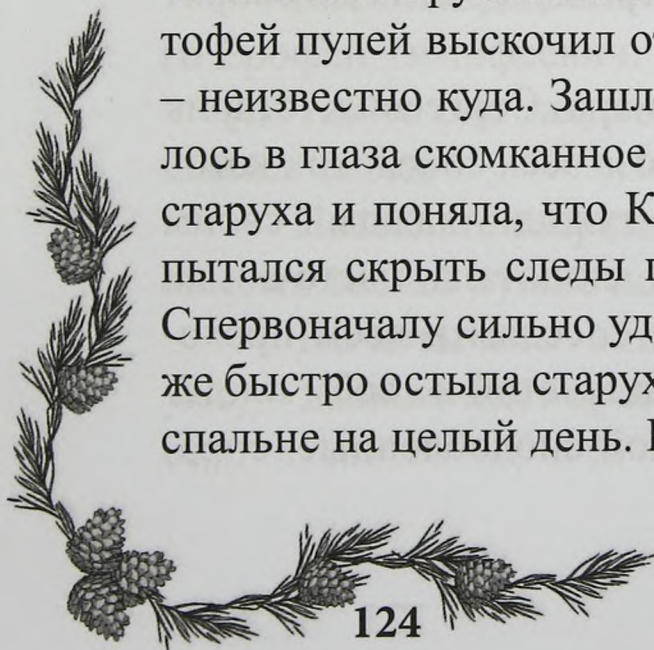 тофей пулей выскочил от
– неизвестно куда. Зашл
лось в глаза скомканное
старуха и поняла, что К
пытался скрыть следы п
Спервоначалу сильно уд
же быстро остыла старух
спальне на целый день.
124